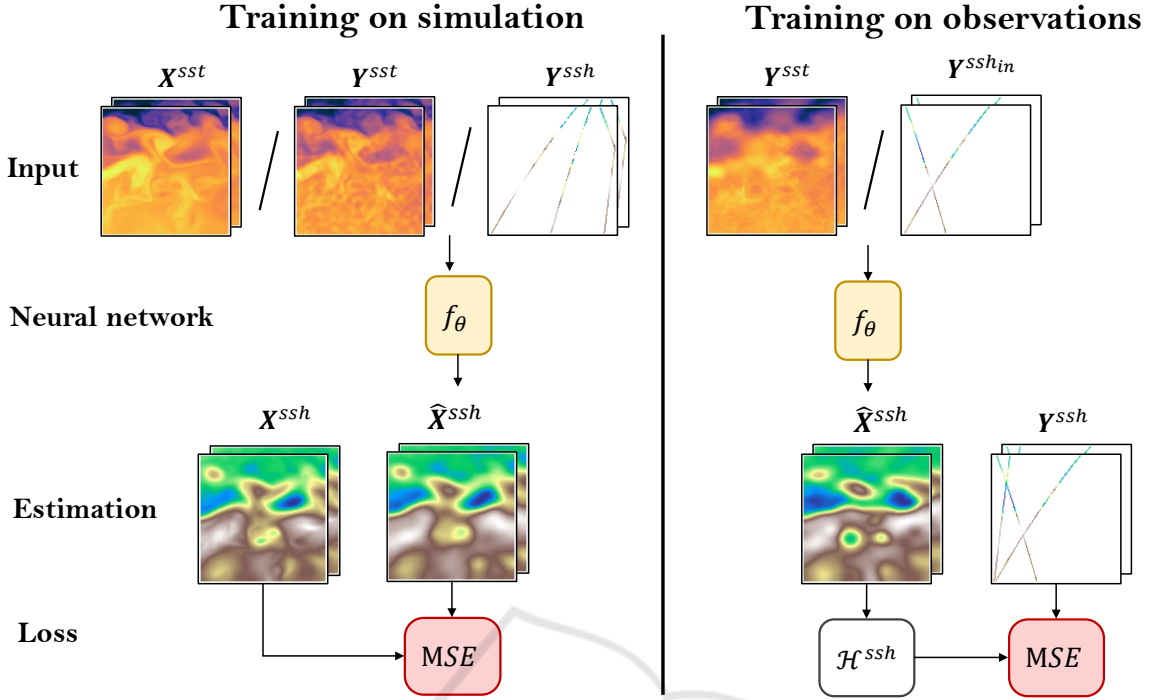 Training on simulation
Training on observations
X^sst
Y^sst
Y^ssh
Y^sst
Y^ssh_in
Input
/
/
/
Neural network
f_θ
f_θ
X^ssh
X̂^ssh
X̂^ssh
Y^ssh
Estimation
Loss
MSE
ℋ^ssh
MSE